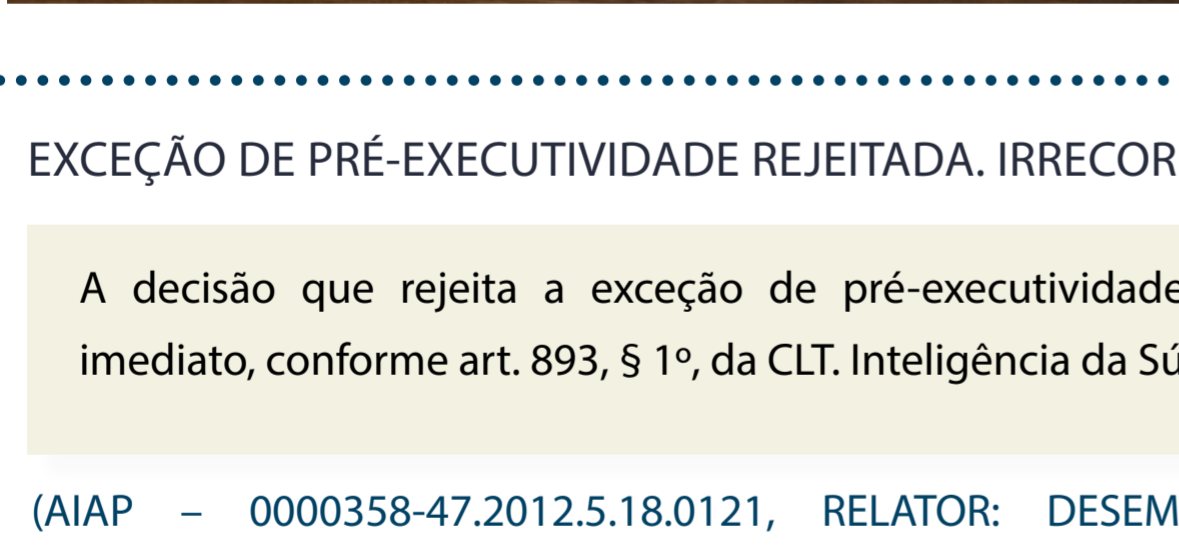 EXCEÇÃO DE PRÉ-EXECUTIVIDADE REJEITADA. IRRECOR
A decisão que rejeita a exceção de pré-executividade
imediato, conforme art. 893, § 1º, da CLT. Inteligência da Sú
(AIAP – 0000358-47.2012.5.18.0121, RELATOR: DESEM